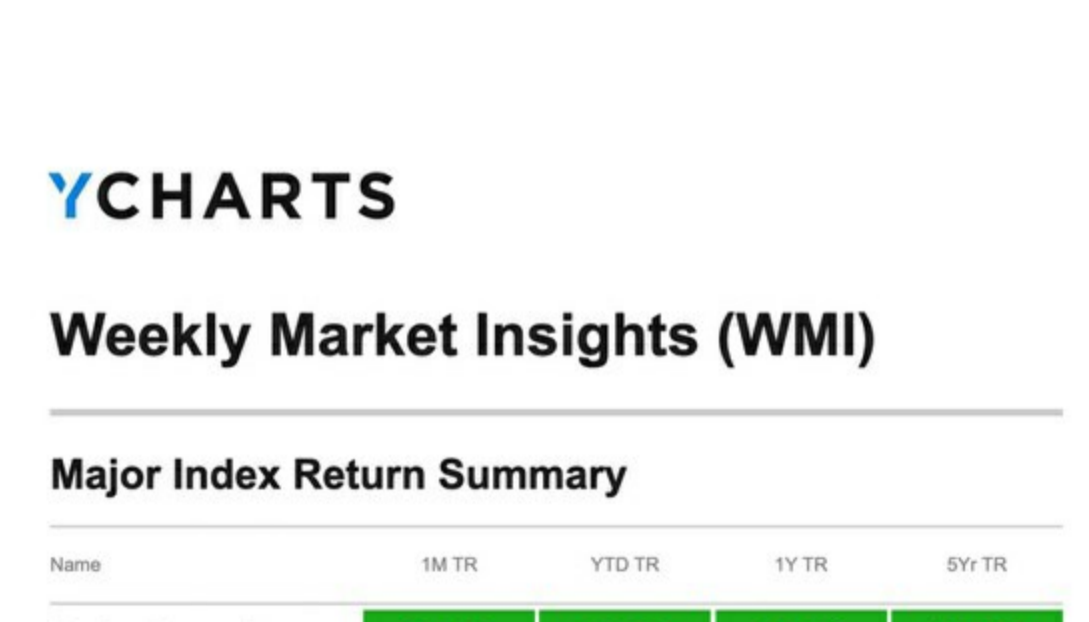 YCHARTS
Weekly Market Insights (WMI)
Major Index Return Summary
Name 1M TR YTD TR 1Y TR 5Yr TR